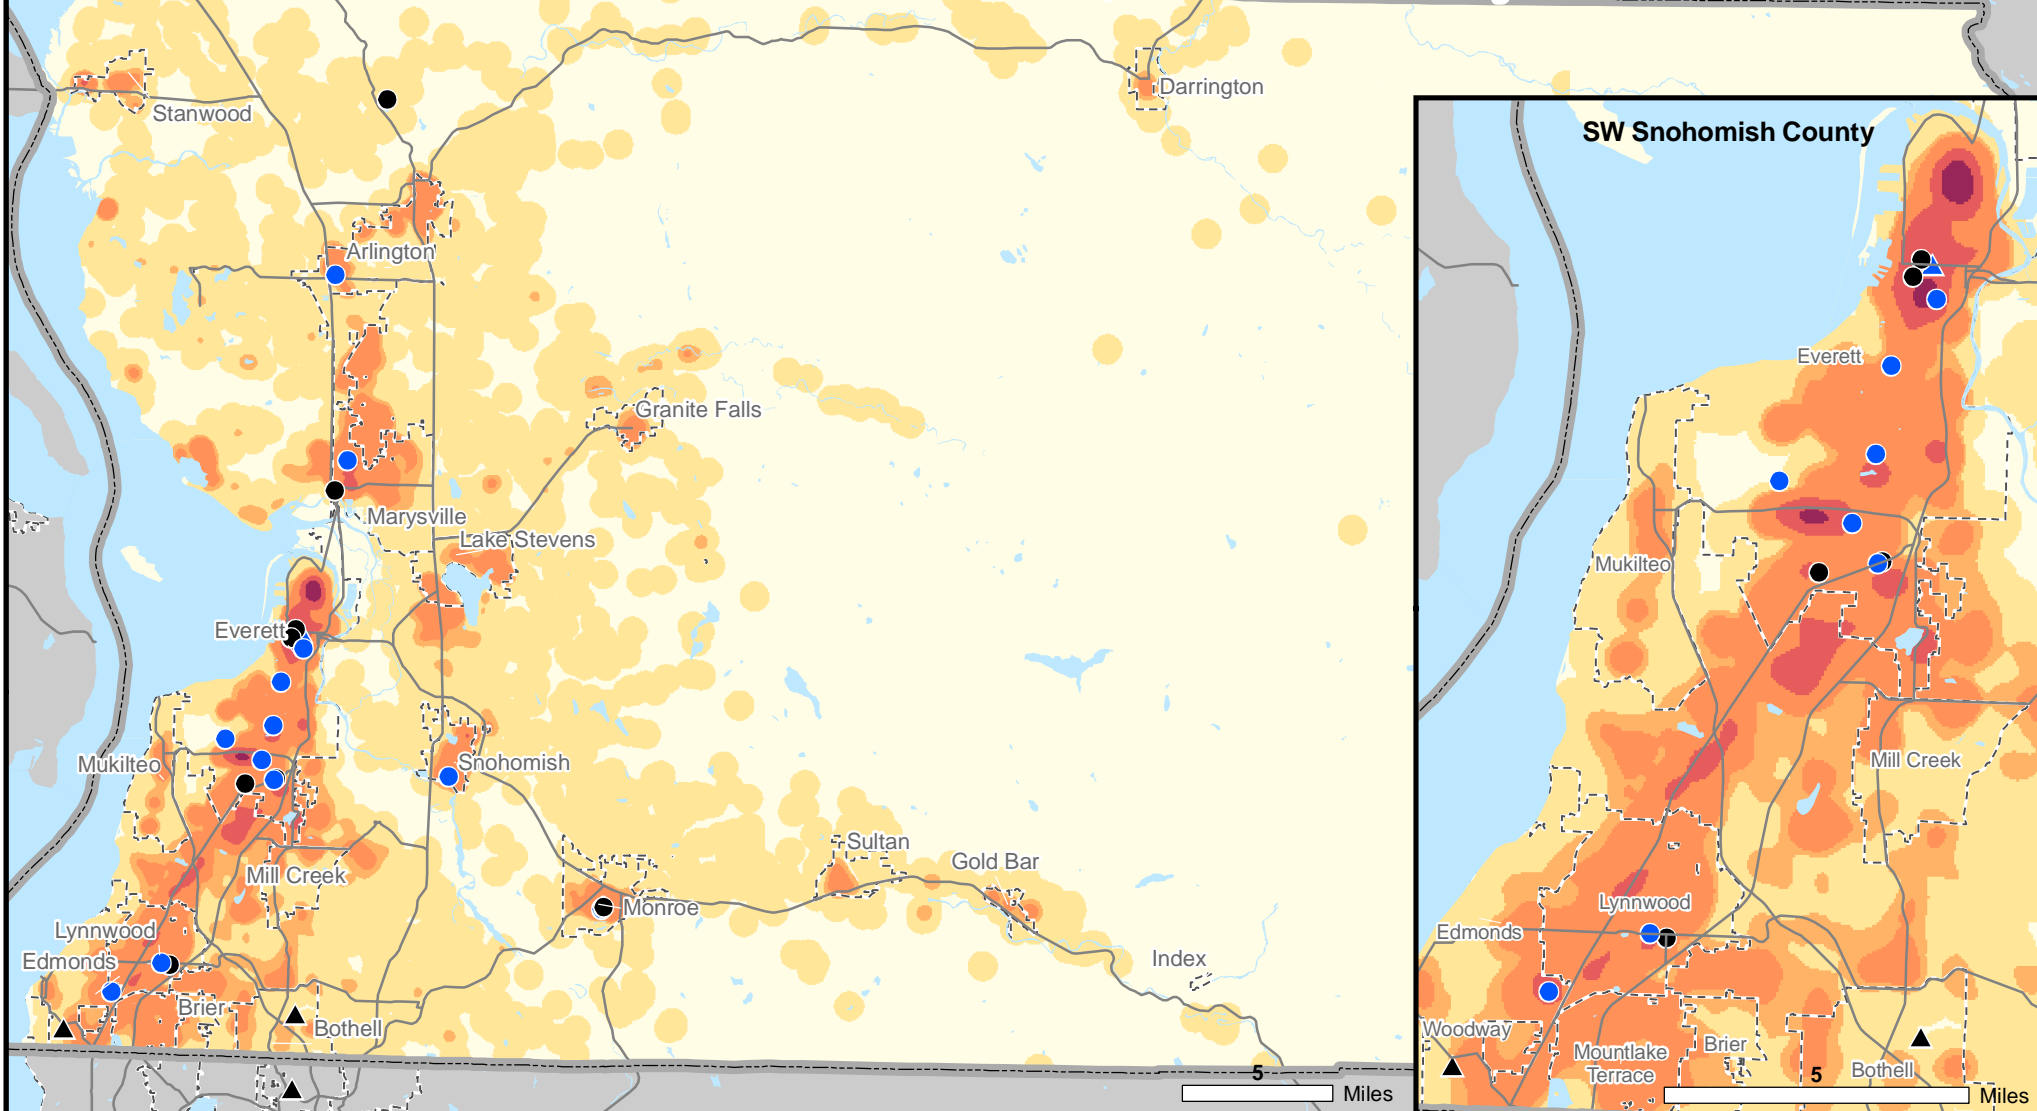 Stanwood
Darrington
Arlington
Granite Falls
Marysville
Lake Stevens
Everett
Mukilteo
Snohomish
Mill Creek
Sultan
Gold Bar
Monroe
Lynnwood
Edmonds
Index
Brier
Bothell
5
Miles
SW Snohomish County
Everett
Mukilteo
Mill Creek
Lynnwood
Edmonds
Woodway
Mountlake
Terrace
Brier
Bothell
5
Miles